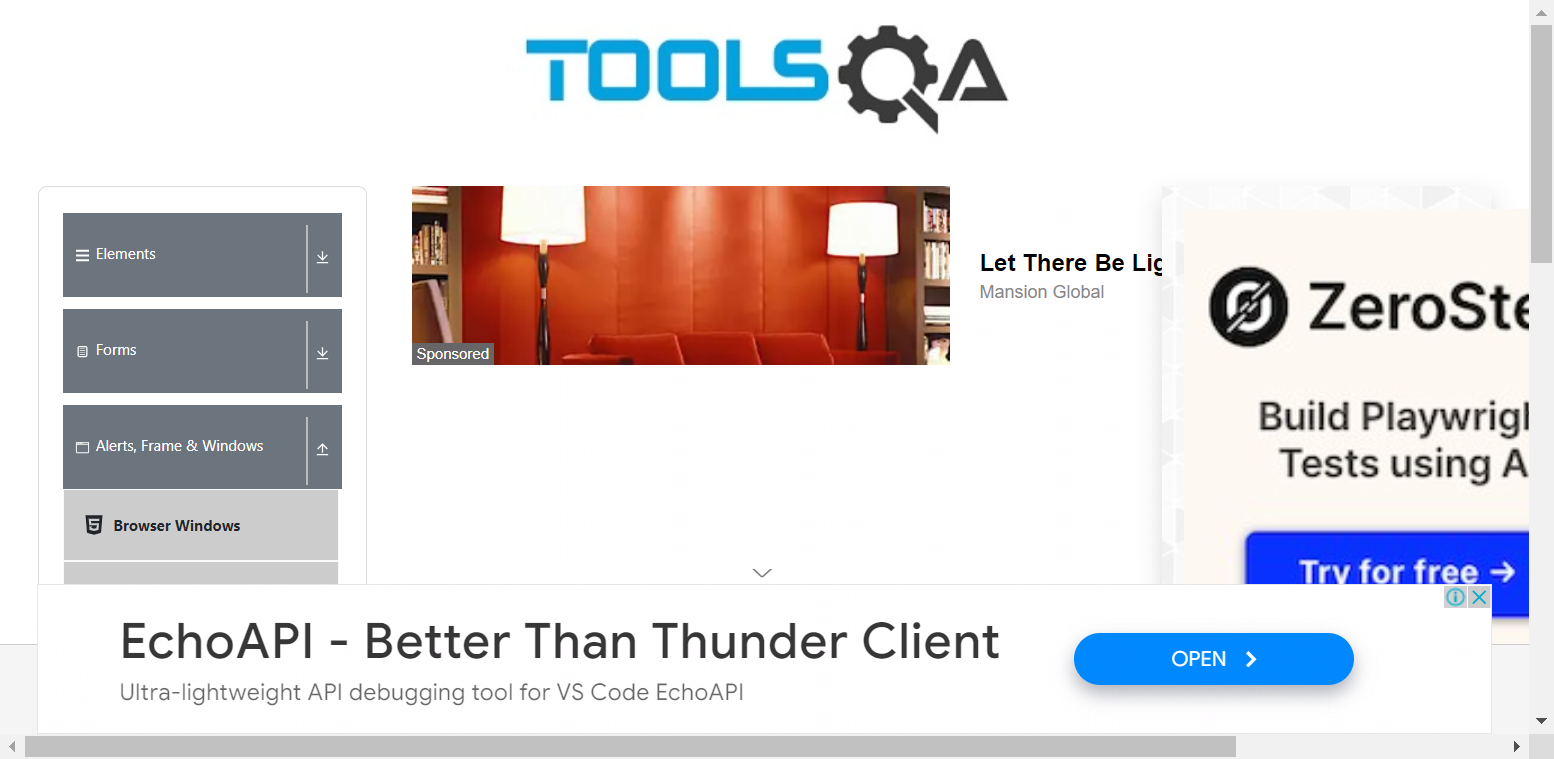 TOOLSQA
Elements
Forms
Alerts, Frame & Windows
Browser Windows
Sponsored
Let There Be Lig
Mansion Global
ZeroSte
Build Playwrigh
Tests using A
Try for free →
EchoAPI - Better Than Thunder Client
Ultra-lightweight API debugging tool for VS Code EchoAPI
OPEN